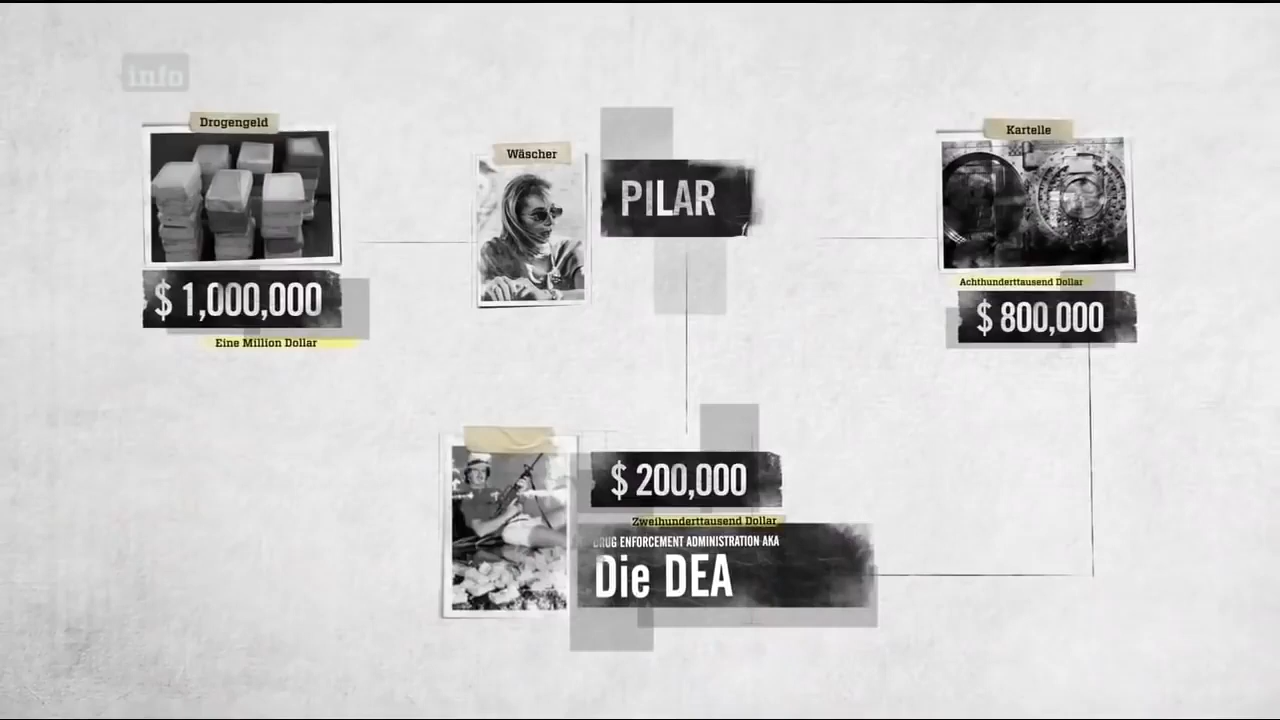 info
Drogengeld
$ 1,000,000
Eine Million Dollar
Wäscher
PILAR
Kartelle
Achthunderttausend Dollar
$ 800,000
$ 200,000
Zweihunderttausend Dollar
DRUG ENFORCEMENT ADMINISTRATION AKA
Die DEA